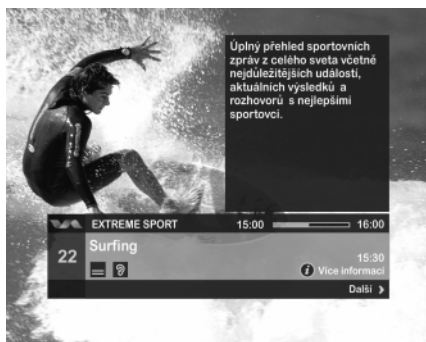 Úplný přehled sportovních
zpráv z celého sveta včetné
nejdůležitějších událostí,
aktuálních výsledků a
rozhovorů s nejlepšími
sportovci.
EXTREME SPORT 15:00 16:00
22 Surfing
15:30
i Více informací
Další